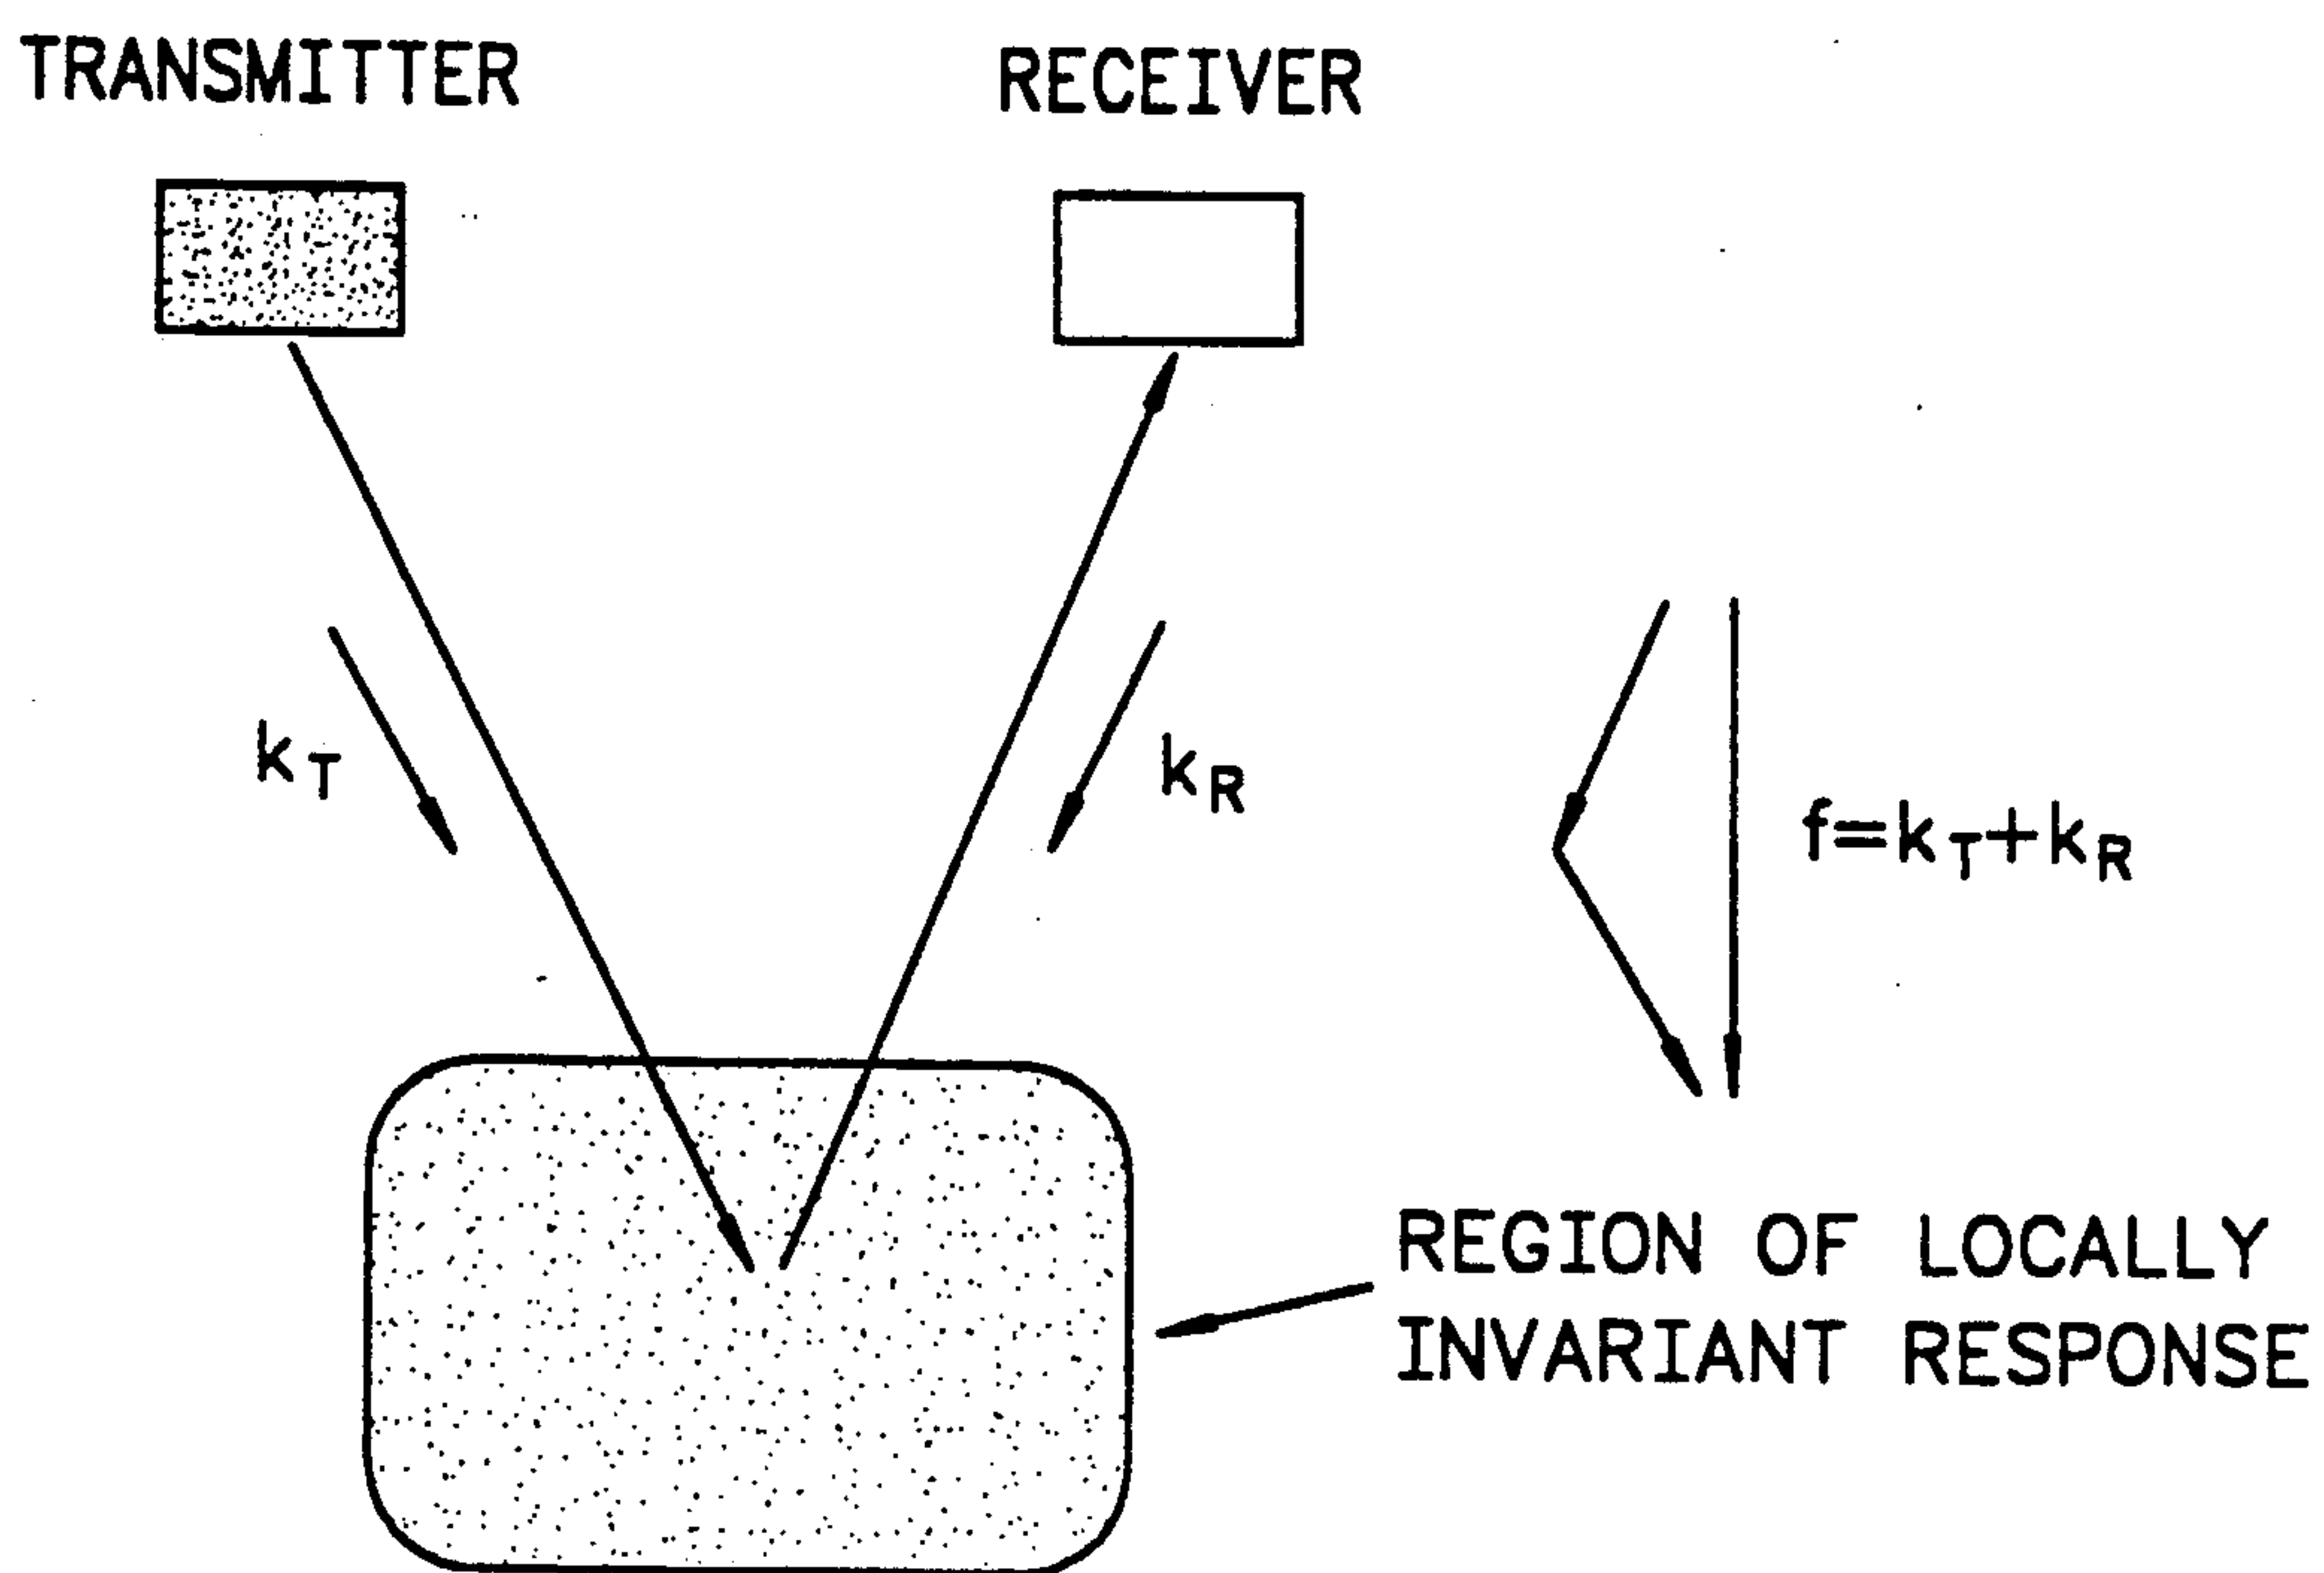 TRANSMITTER
RECEIVER
kT
kR
f=kT+kR
REGION OF LOCALLY
INVARIANT RESPONSE